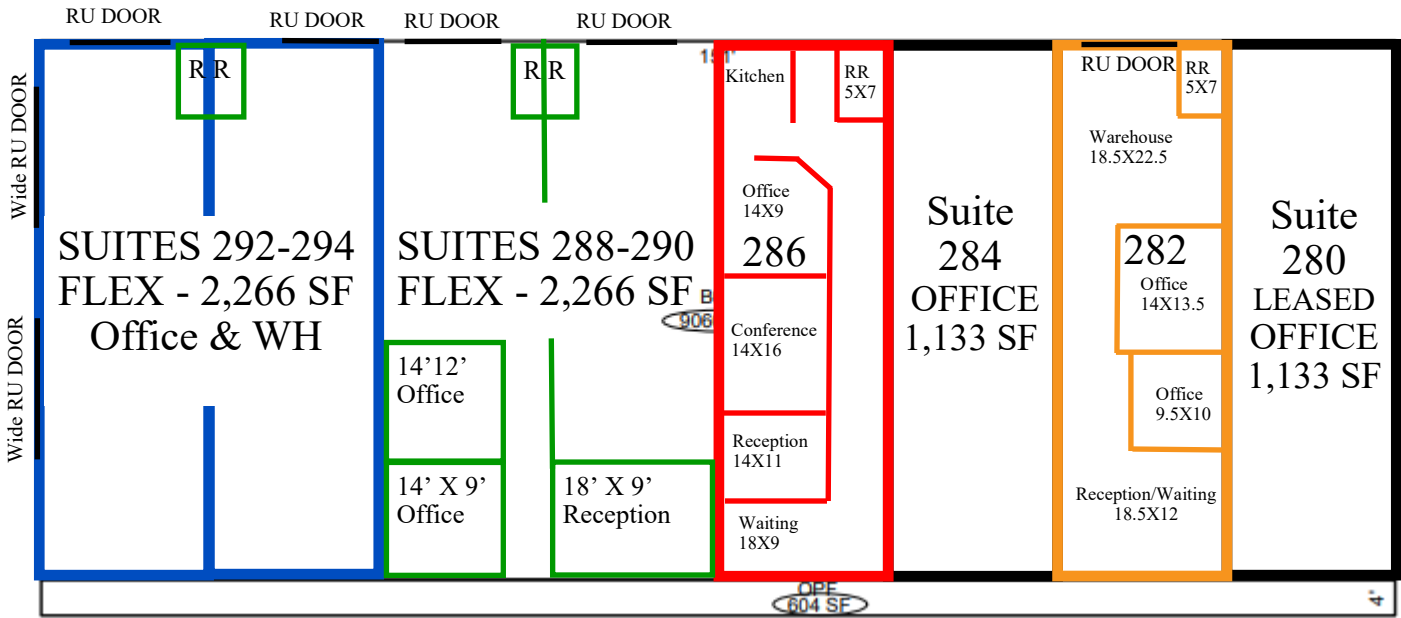 RU DOOR
RU DOOR
RU DOOR
RU DOOR
Wide RU DOOR
Wide RU DOOR
R R
SUITES 292-294
FLEX - 2,266 SF
Office & WH
R R
SUITES 288-290
FLEX - 2,266 SF
14’12’
Office
14’ X 9’
Office
18’ X 9’
Reception
Kitchen
RR
5X7
Office
14X9
286
Conference
14X16
Reception
14X11
Waiting
18X9
Suite
284
OFFICE
1,133 SF
RU DOOR
RR
5X7
Warehouse
18.5X22.5
282
Office
14X13.5
Office
9.5X10
Reception/Waiting
18.5X12
Suite
280
LEASED
OFFICE
1,133 SF
604 SF
4'